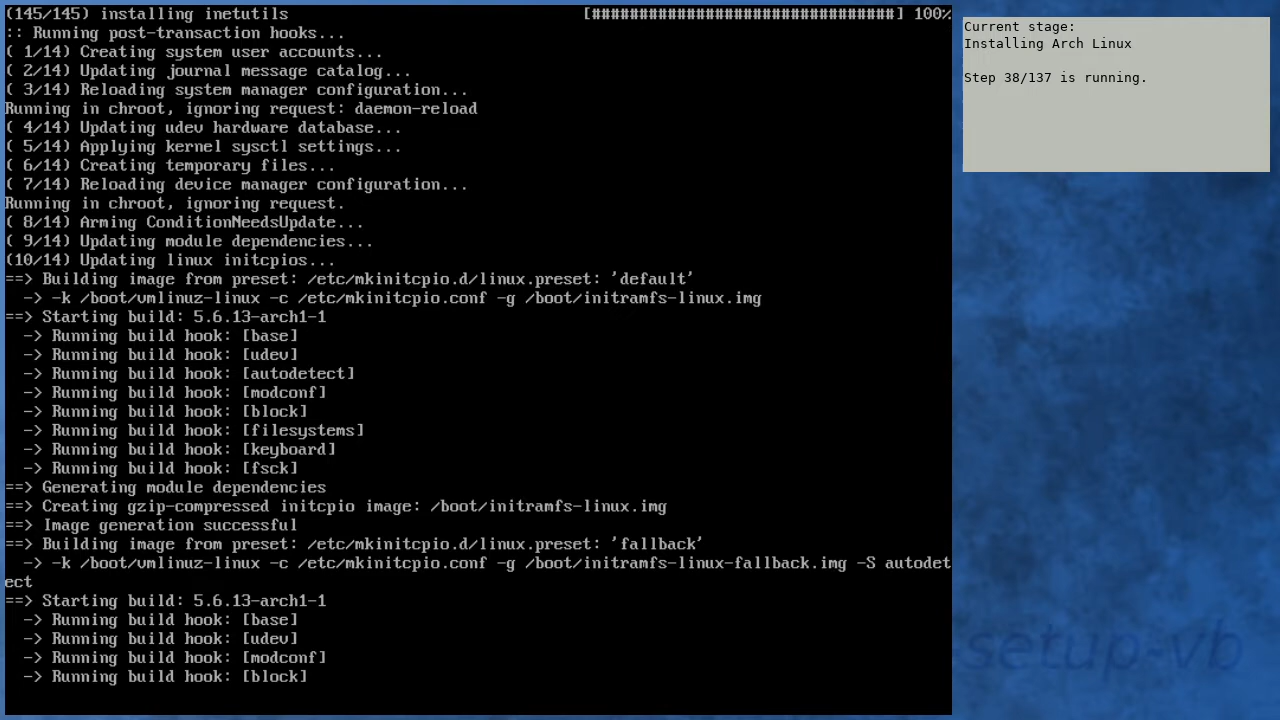 (145/145) installing inetutils [################################] 100%
:: Running post-transaction hooks...
( 1/14) Creating system user accounts...
( 2/14) Updating journal message catalog...
( 3/14) Reloading system manager configuration...
Running in chroot, ignoring request: daemon-reload
( 4/14) Updating udev hardware database...
( 5/14) Applying kernel sysctl settings...
( 6/14) Creating temporary files...
( 7/14) Reloading device manager configuration...
Running in chroot, ignoring request.
( 8/14) Arming ConditionNeedsUpdate...
( 9/14) Updating module dependencies...
(10/14) Updating linux initcpios...
==> Building image from preset: /etc/mkinitcpio.d/linux.preset: 'default'
  -> -k /boot/vmlinuz-linux -c /etc/mkinitcpio.conf -g /boot/initramfs-linux.img
==> Starting build: 5.6.13-arch1-1
  -> Running build hook: [base]
  -> Running build hook: [udev]
  -> Running build hook: [autodetect]
  -> Running build hook: [modconf]
  -> Running build hook: [block]
  -> Running build hook: [filesystems]
  -> Running build hook: [keyboard]
  -> Running build hook: [fsck]
==> Generating module dependencies
==> Creating gzip-compressed initcpio image: /boot/initramfs-linux.img
==> Image generation successful
==> Building image from preset: /etc/mkinitcpio.d/linux.preset: 'fallback'
  -> -k /boot/vmlinuz-linux -c /etc/mkinitcpio.conf -g /boot/initramfs-linux-fallback.img -S autodet
ect
==> Starting build: 5.6.13-arch1-1
  -> Running build hook: [base]
  -> Running build hook: [udev]
  -> Running build hook: [modconf]
  -> Running build hook: [block]
Current stage:
Installing Arch Linux
Step 38/137 is running.
setup-vb